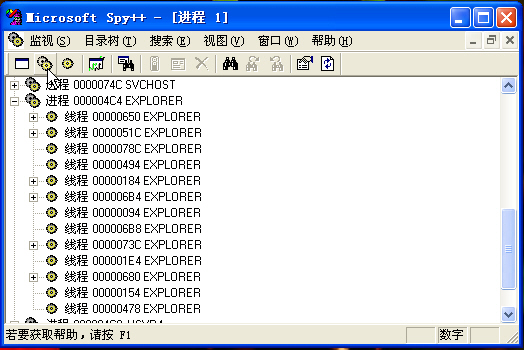 Microsoft Spy++ - [进程 1]
监视(S) 目录树(T) 搜索(E) 视图(V) 窗口(W) 帮助(H)
进程 0000074C SVCHOST
进程 000004C4 EXPLORER
线程 00000650 EXPLORER
线程 0000051C EXPLORER
线程 0000078C EXPLORER
线程 00000494 EXPLORER
线程 00000184 EXPLORER
线程 000006B4 EXPLORER
线程 00000094 EXPLORER
线程 000006B8 EXPLORER
线程 0000073C EXPLORER
线程 000001E4 EXPLORER
线程 00000680 EXPLORER
线程 00000154 EXPLORER
线程 00000478 EXPLORER
若要获取帮助,请按 F1 数字